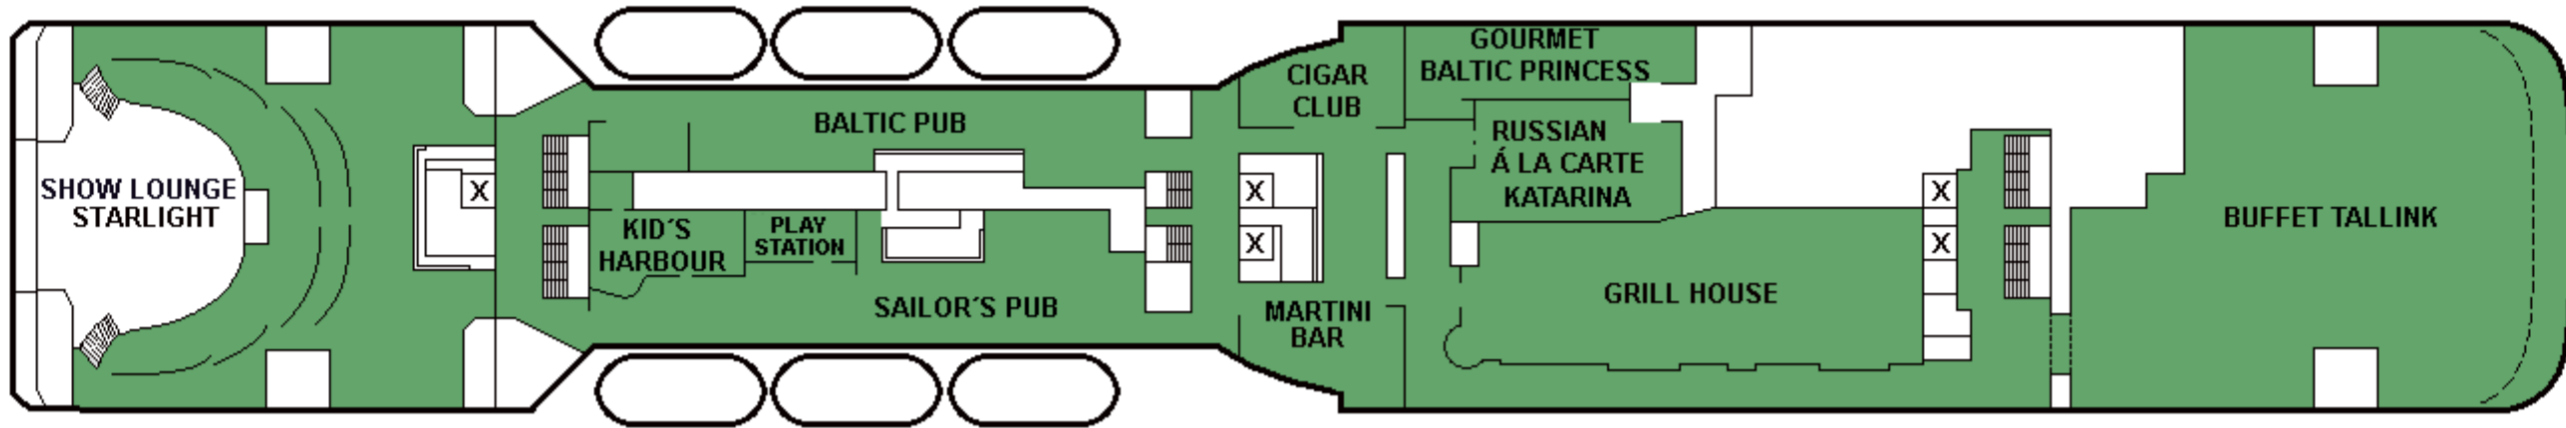 SHOW LOUNGE
STARLIGHT
X
BALTIC PUB
KID´S
HARBOUR
PLAY
STATION
SAILOR´S PUB
CIGAR
CLUB
X
X
MARTINI
BAR
GOURMET
BALTIC PRINCESS
RUSSIAN
Á LA CARTE
KATARINA
GRILL HOUSE
X
X
BUFFET TALLINK